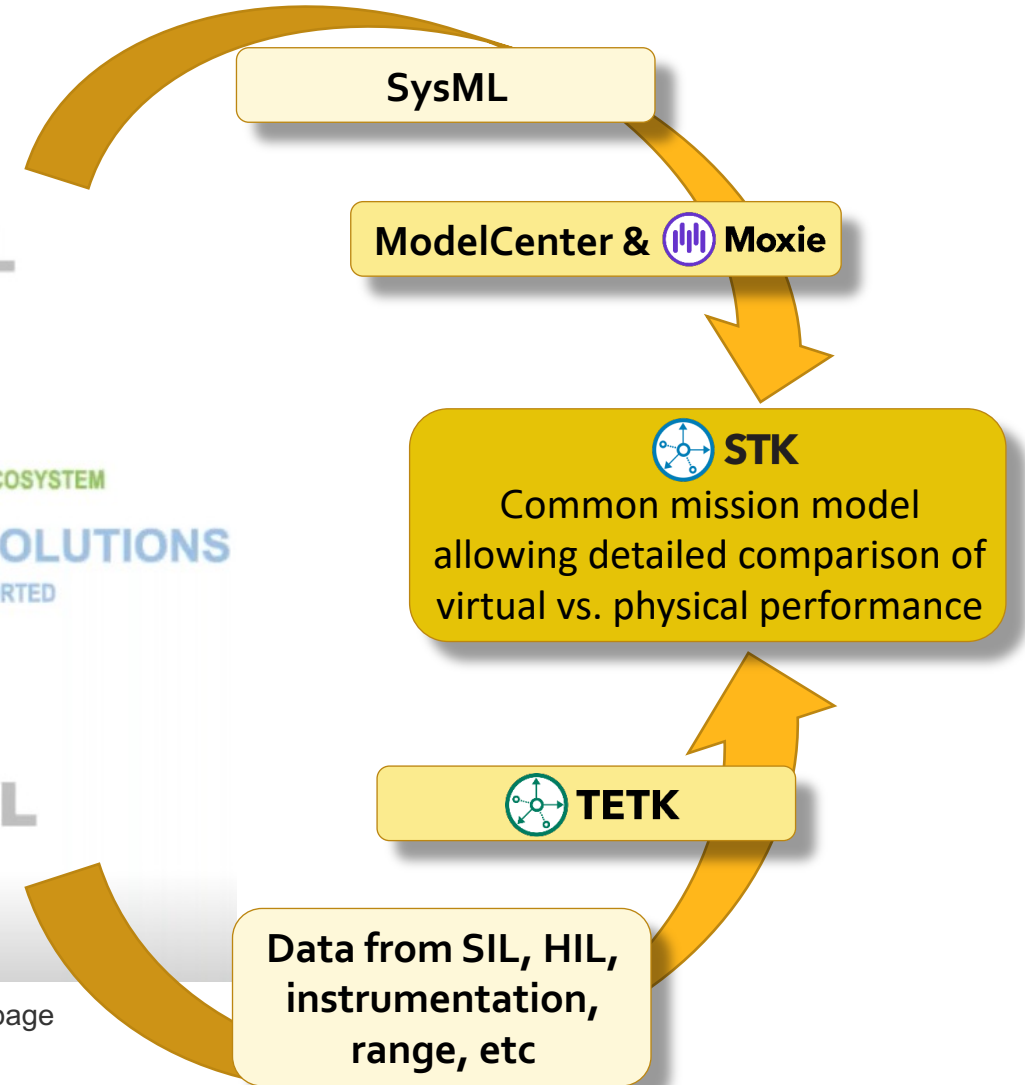 SysML
ModelCenter & Moxie
STK
Common mission model
allowing detailed comparison of
virtual vs. physical performance
COSYSTEM
OLUTIONS
RTED
L
TETK
Data from SIL, HIL,
instrumentation,
range, etc
page